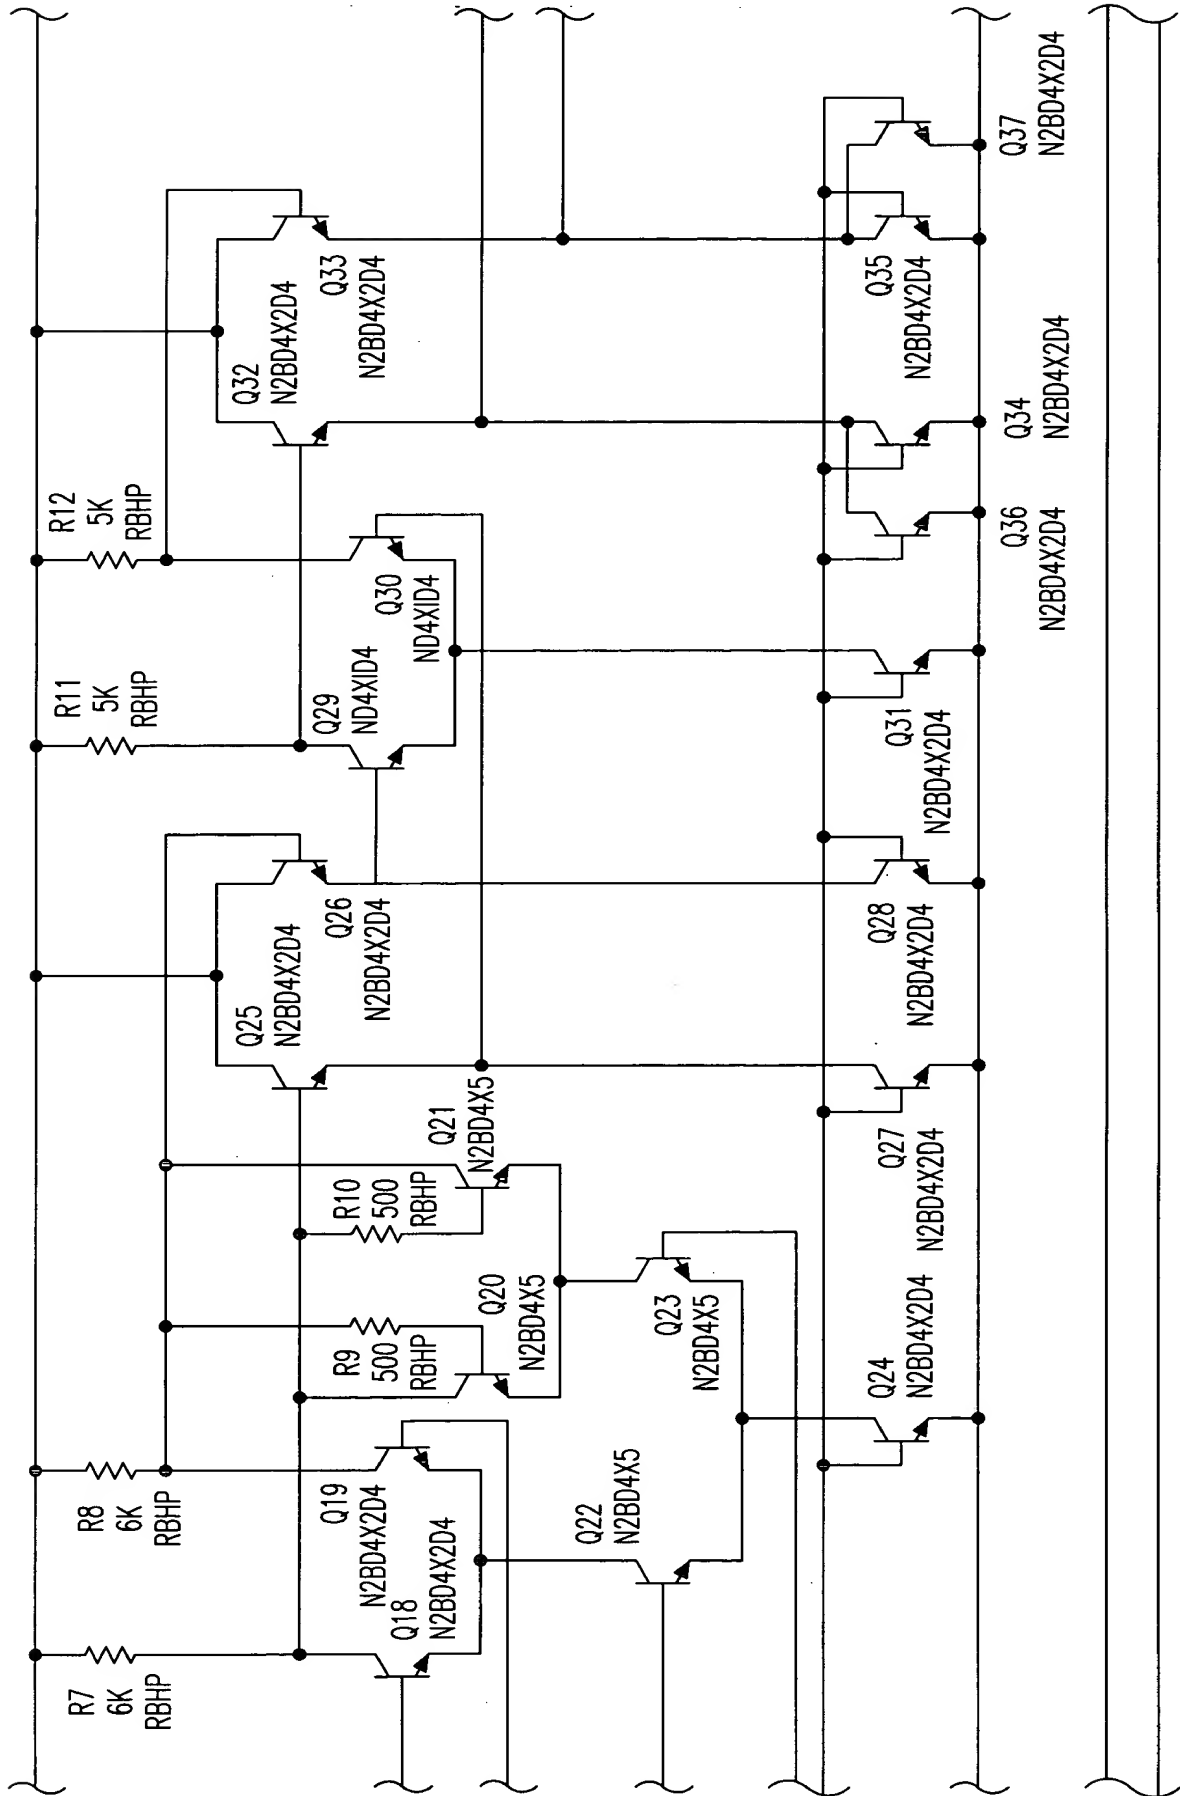 R7
6K
RBHP
R8
6K
RBHP
Q18
N2BD4X2D4
Q19
N2BD4X2D4
R9
500
RBHP
R10
500
RBHP
Q20
N2BD4X5
Q21
N2BD4X5
Q22
N2BD4X5
Q23
N2BD4X5
Q24
N2BD4X2D4
Q25
N2BD4X2D4
Q26
N2BD4X2D4
Q27
N2BD4X2D4
Q28
N2BD4X2D4
R11
5K
RBHP
R12
5K
RBHP
Q29
ND4XID4
Q30
ND4XID4
Q31
N2BD4X2D4
Q32
N2BD4X2D4
Q33
N2BD4X2D4
Q36
N2BD4X2D4
Q34
N2BD4X2D4
Q35
N2BD4X2D4
Q37
N2BD4X2D4